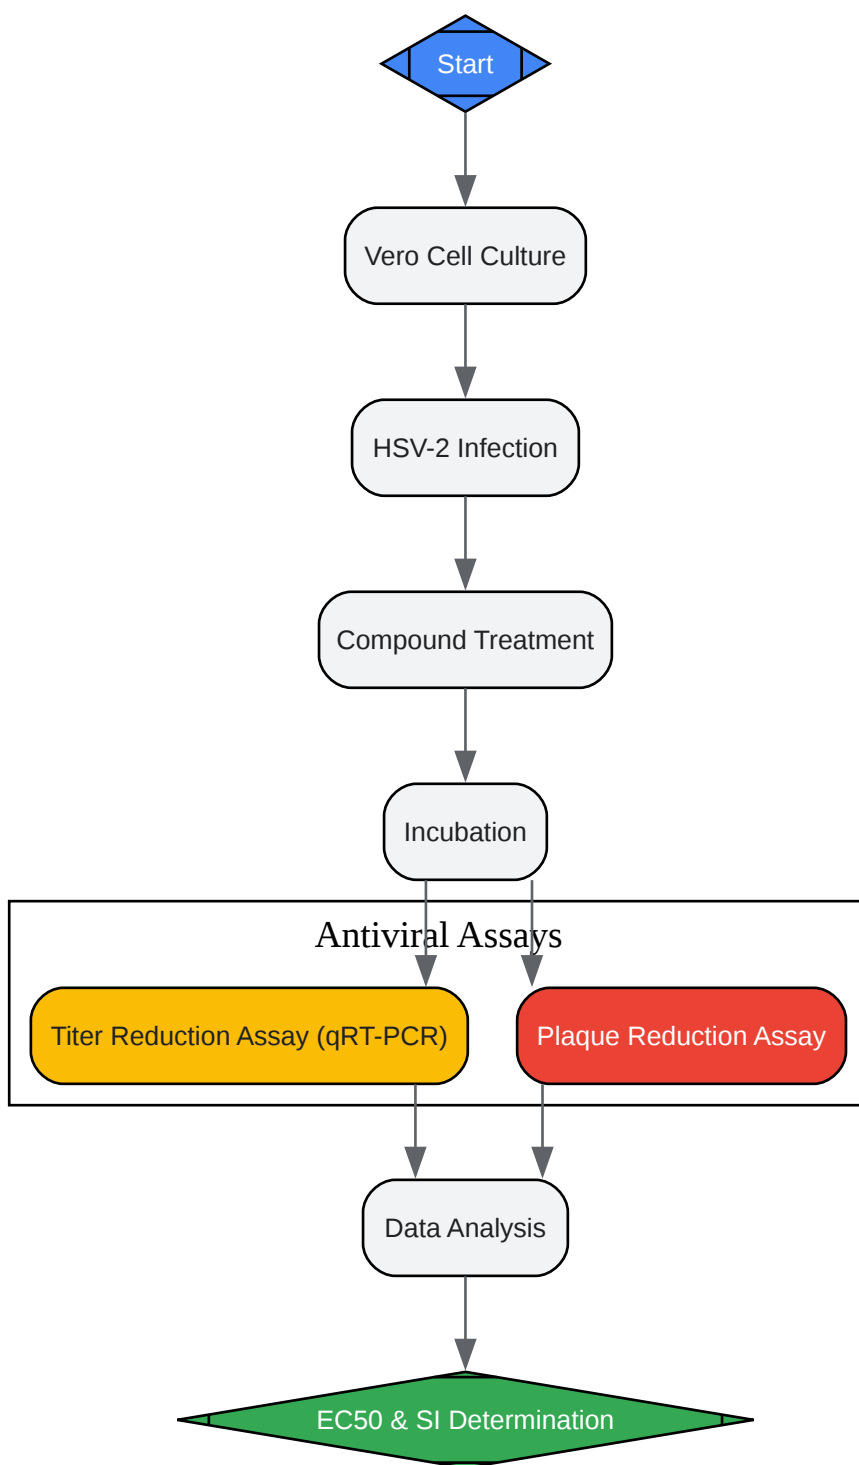 Start
Vero Cell Culture
HSV-2 Infection
Compound Treatment
Incubation
Antiviral Assays
Titer Reduction Assay (qRT-PCR)
Plaque Reduction Assay
Data Analysis
EC50 & SI Determination